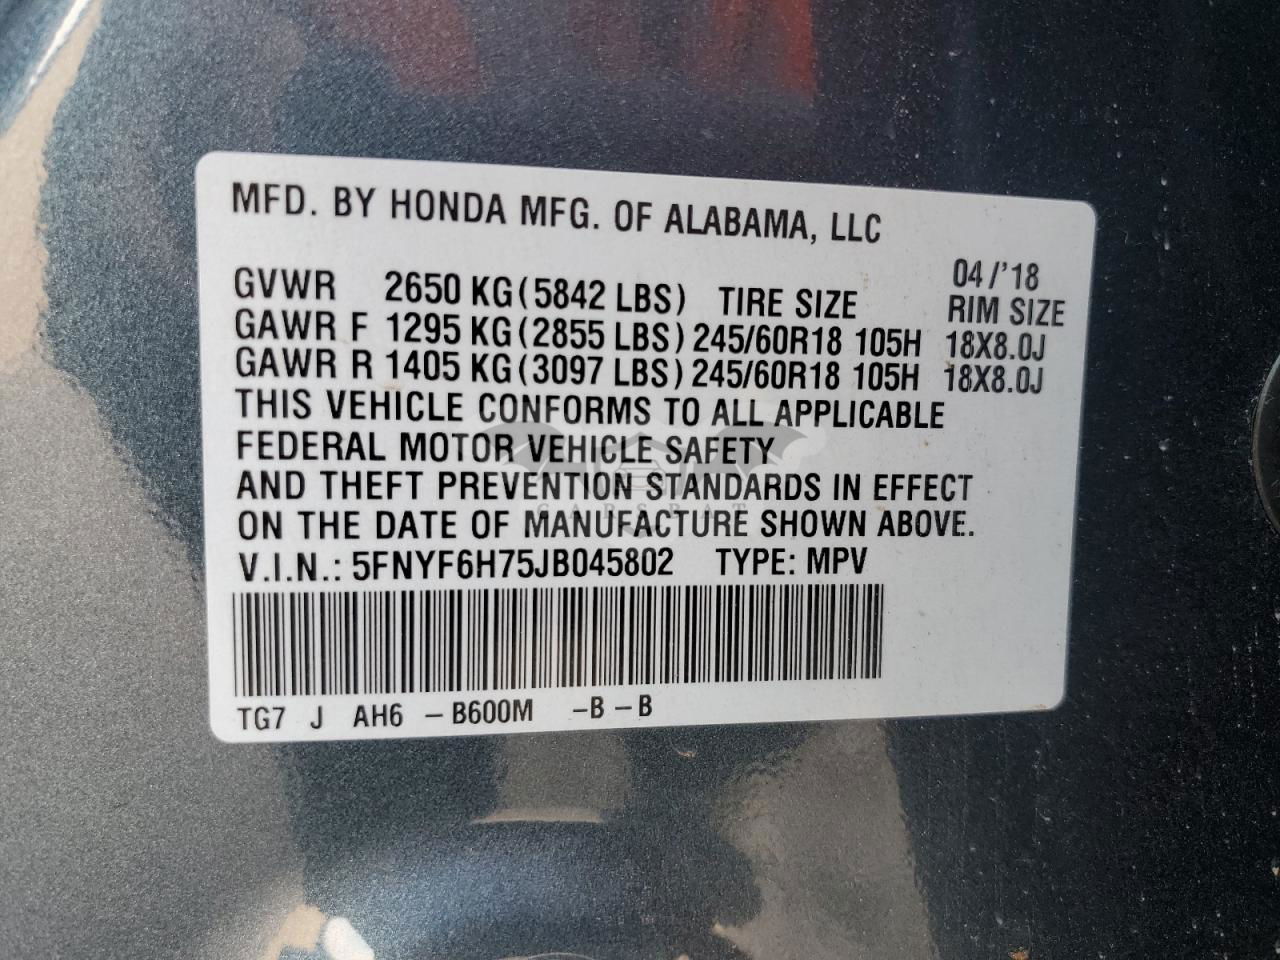 MFD. BY HONDA MFG. OF ALABAMA, LLC
04/'18
GVWR 2650 KG (5842 LBS) TIRE SIZE RIM SIZE
GAWR F 1295 KG (2855 LBS) 245/60R18 105H 18X8.0J
GAWR R 1405 KG (3097 LBS) 245/60R18 105H 18X8.0J
THIS VEHICLE CONFORMS TO ALL APPLICABLE
FEDERAL MOTOR VEHICLE SAFETY
AND THEFT PREVENTION STANDARDS IN EFFECT
CARSBAT
ON THE DATE OF MANUFACTURE SHOWN ABOVE.
V.I.N.: 5FNYF6H75JB045802 TYPE: MPV
TG7 J AH6 -B600M -B-B